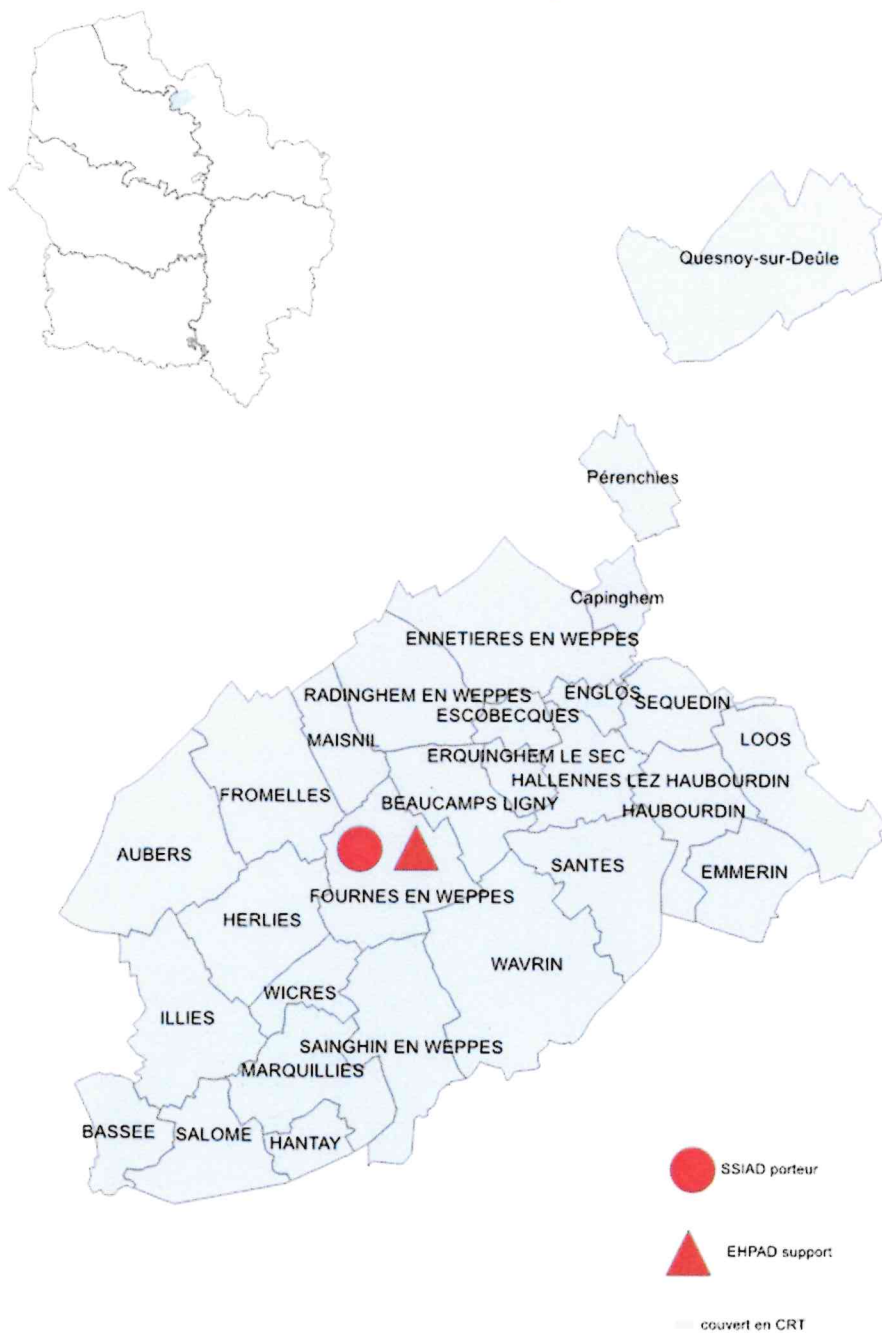 Quesnoy-sur-Deûle
Pérenchies
Capinghem
ENNETIERES EN WEPPES
RADINGHEM EN WEPPES
ENGLOS
SEQUEDIN
ESCOBECQUES
MAISNIL
LOOS
ERQUINGHEM LE SEC
HALLENNES LEZ HAUBOURDIN
FROMELLES
BEAUCAMPS LIGNY
HAUBOURDIN
AUBERS
SANTES
EMMERIN
FOURNES EN WEPPES
HERLIES
WAVRIN
WICRES
ILLIES
SAINGHIN EN WEPPES
MARQUILLIES
BASSEE
SALOME
HANTAY
SSIAD porteur
EHPAD support
couvert en CRT